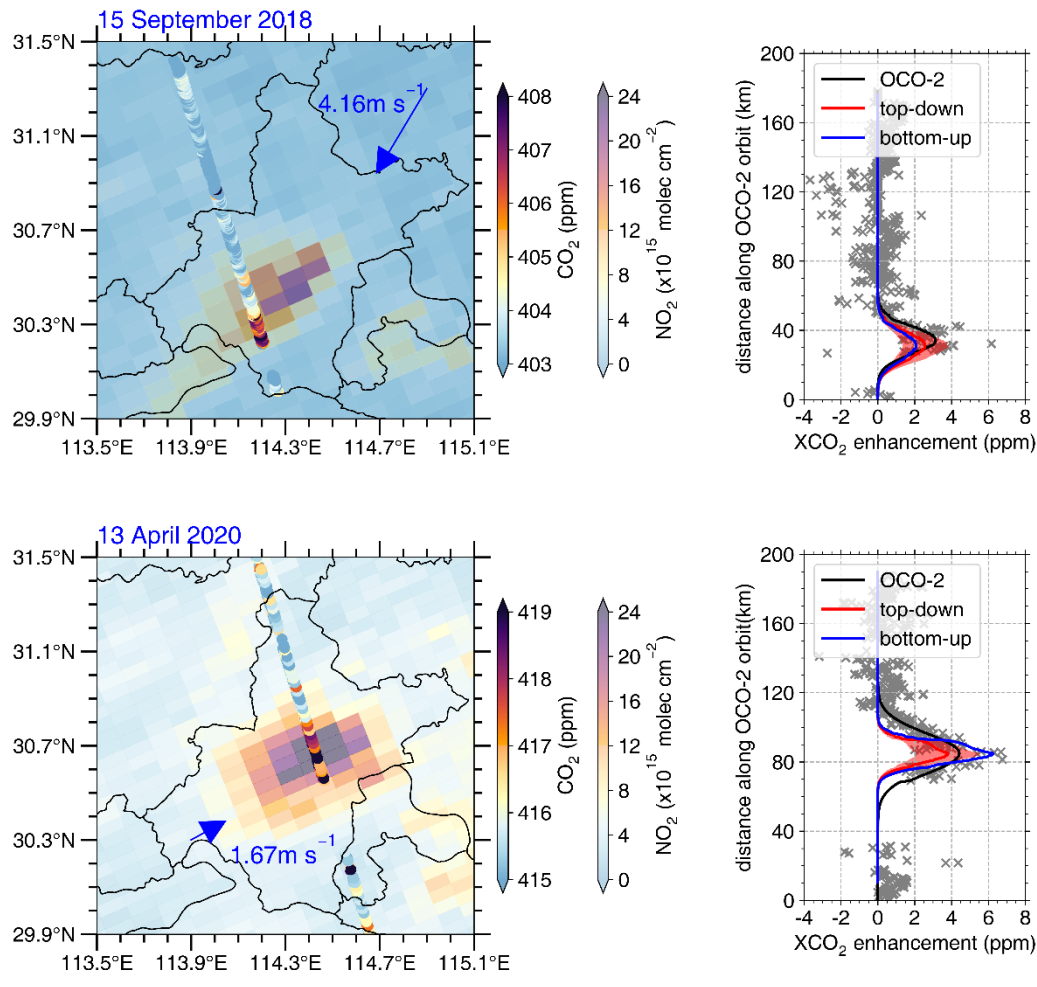 15 September 2018
31.5°N
31.1°N
30.7°N
30.3°N
29.9°N
113.5°E 113.9°E 114.3°E 114.7°E 115.1°E
4.16m s⁻¹
408
407
406
405
404
403
CO₂ (ppm)
24
20
16
12
8
4
0
NO₂ (x10¹⁵ molec cm⁻²)
200
160
120
80
40
0
distance along OCO-2 orbit (km)
OCO-2
top-down
bottom-up
-4 -2 0 2 4 6 8
XCO₂ enhancement (ppm)
13 April 2020
31.5°N
31.1°N
30.7°N
30.3°N
29.9°N
113.5°E 113.9°E 114.3°E 114.7°E 115.1°E
1.67m s⁻¹
419
418
417
416
415
CO₂ (ppm)
24
20
16
12
8
4
0
NO₂ (x10¹⁵ molec cm⁻²)
200
160
120
80
40
0
distance along OCO-2 orbit(km)
OCO-2
top-down
bottom-up
-4 -2 0 2 4 6 8
XCO₂ enhancement (ppm)